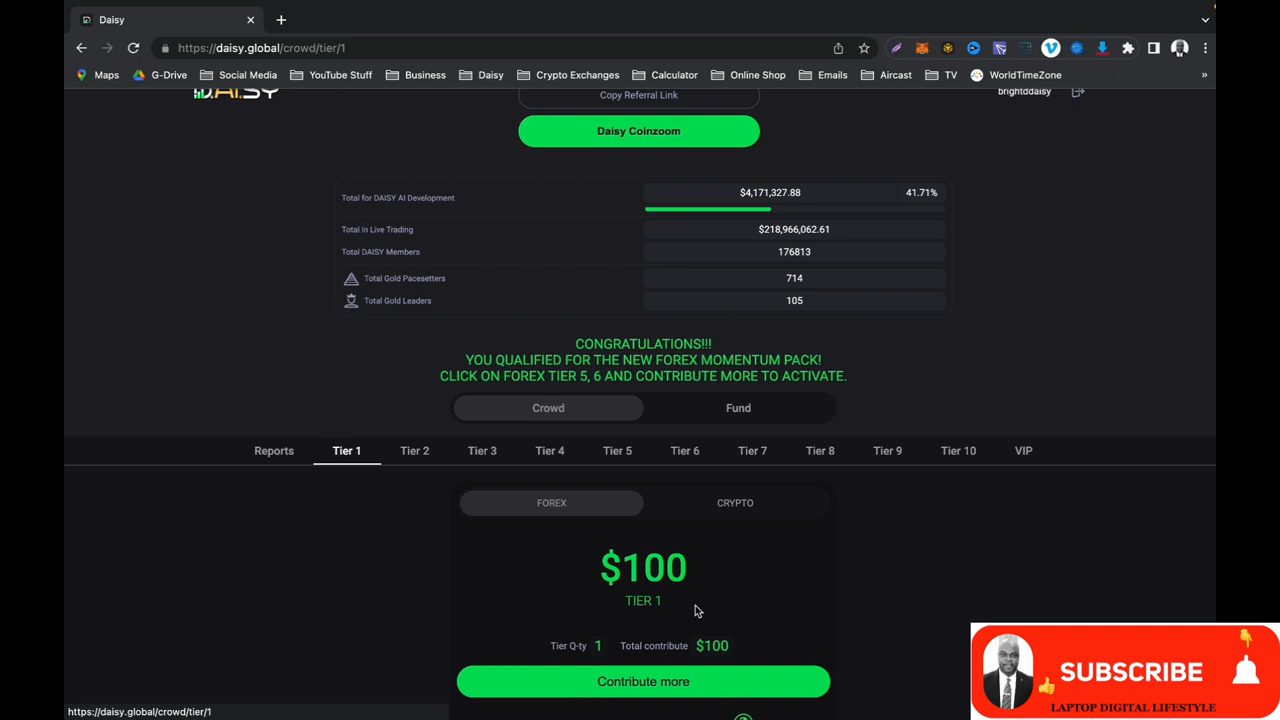 Daisy
https://daisy.global/crowd/tier/1
Maps
G-Drive
Social Media
YouTube Stuff
Business
Daisy
Crypto Exchanges
Calculator
Online Shop
Emails
Aircast
TV
WorldTimeZone
»
D.AI.SY
Copy Referral Link
brightddaisy
Daisy Coinzoom
Total for DAISY AI Development $4,171,327.88 41.71%
Total in Live Trading $218,966,062.61
Total DAISY Members 176813
Total Gold Pacesetters 714
Total Gold Leaders 105
CONGRATULATIONS!!!
YOU QUALIFIED FOR THE NEW FOREX MOMENTUM PACK!
CLICK ON FOREX TIER 5, 6 AND CONTRIBUTE MORE TO ACTIVATE.
Crowd Fund
Reports Tier 1 Tier 2 Tier 3 Tier 4 Tier 5 Tier 6 Tier 7 Tier 8 Tier 9 Tier 10 VIP
FOREX CRYPTO
$100
TIER 1
Tier Q-ty 1 Total contribute $100
Contribute more
SUBSCRIBE
LAPTOP DIGITAL LIFESTYLE
https://daisy.global/crowd/tier/1